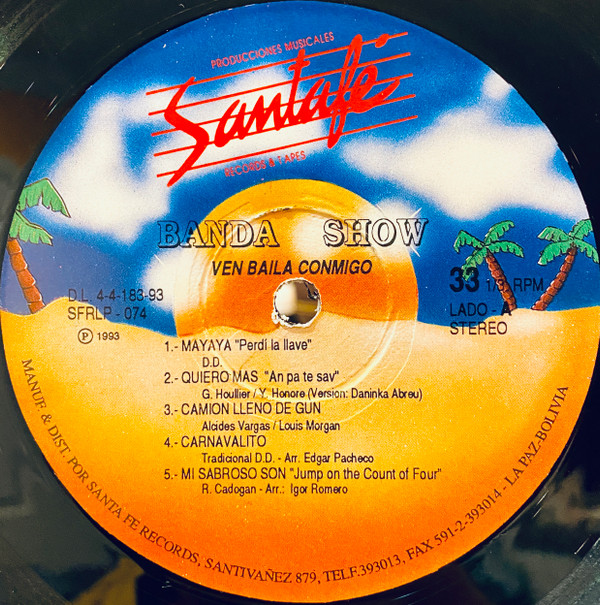 PRODUCCIONES MUSICALES
Santafé
RECORDS & TAPES
BANDA SHOW
VEN BAILA CONMIGO
D.L. 4-4-183-93
SFRLP - 074
Ⓟ 1993
33 1/3 RPM
LADO - A
STEREO
1.- MAYAYA "Perdí la llave"
D.D.
2.- QUIERO MAS "An pa te sav"
G. Houllier / Y. Honore (Version: Daninka Abreu)
3.- CAMION LLENO DE GUN
Alcides Vargas / Louis Morgan
4.- CARNAVALITO
Tradicional D.D. - Arr. Edgar Pacheco
5.- MI SABROSO SON "Jump on the Count of Four"
R. Cadogan - Arr.: Igor Romero
MANUF. & DIST. POR SANTA FE RECORDS, SANTIVAÑEZ 879, TELF.393013, FAX 591-2-393014 - LA PAZ-BOLIVIA